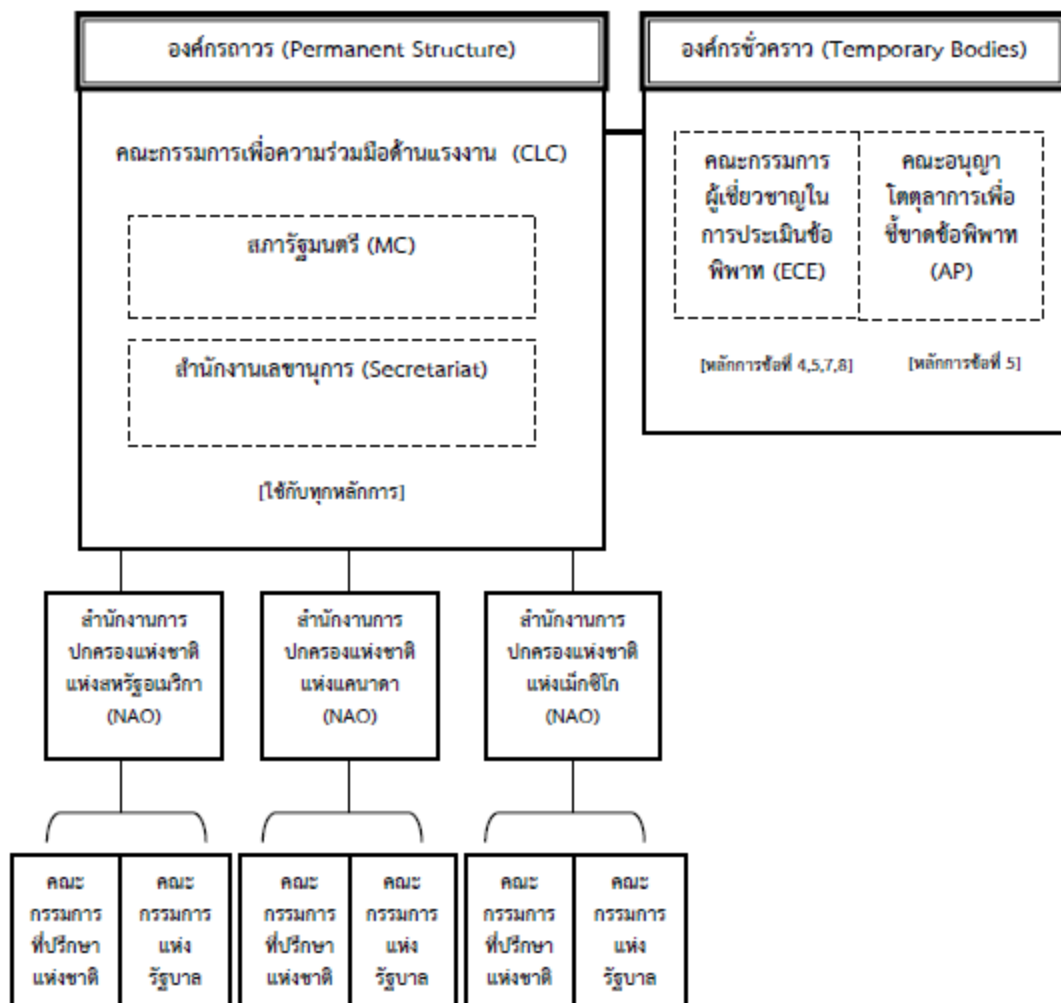 องค์กรถาวร (Permanent Structure)
องค์กรชั่วคราว (Temporary Bodies)
คณะกรรมการเพื่อความร่วมมือด้านแรงงาน (CLC)
สภารัฐมนตรี (MC)
สำนักงานเลขานุการ (Secretariat)
[ใช้กับทุกหลักการ]
คณะกรรมการ
ผู้เชี่ยวชาญใน
การประเมินข้อ
พิพาท (ECE)
คณะอนุญา
โตตุลาการเพื่อ
ชี้ขาดข้อพิพาท
(AP)
[หลักการข้อที่ 4,5,7,8]
[หลักการข้อที่ 5]
สำนักงานการ
ปกครองแห่งชาติ
แห่งสหรัฐอเมริกา
(NAO)
สำนักงานการ
ปกครองแห่งชาติ
แห่งแคนาดา
(NAO)
สำนักงานการ
ปกครองแห่งชาติ
แห่งเม็กซิโก
(NAO)
คณะ
กรรมการ
ที่ปรึกษา
แห่งชาติ
คณะ
กรรมการ
แห่ง
รัฐบาล
คณะ
กรรมการ
ที่ปรึกษา
แห่งชาติ
คณะ
กรรมการ
แห่ง
รัฐบาล
คณะ
กรรมการ
ที่ปรึกษา
แห่งชาติ
คณะ
กรรมการ
แห่ง
รัฐบาล